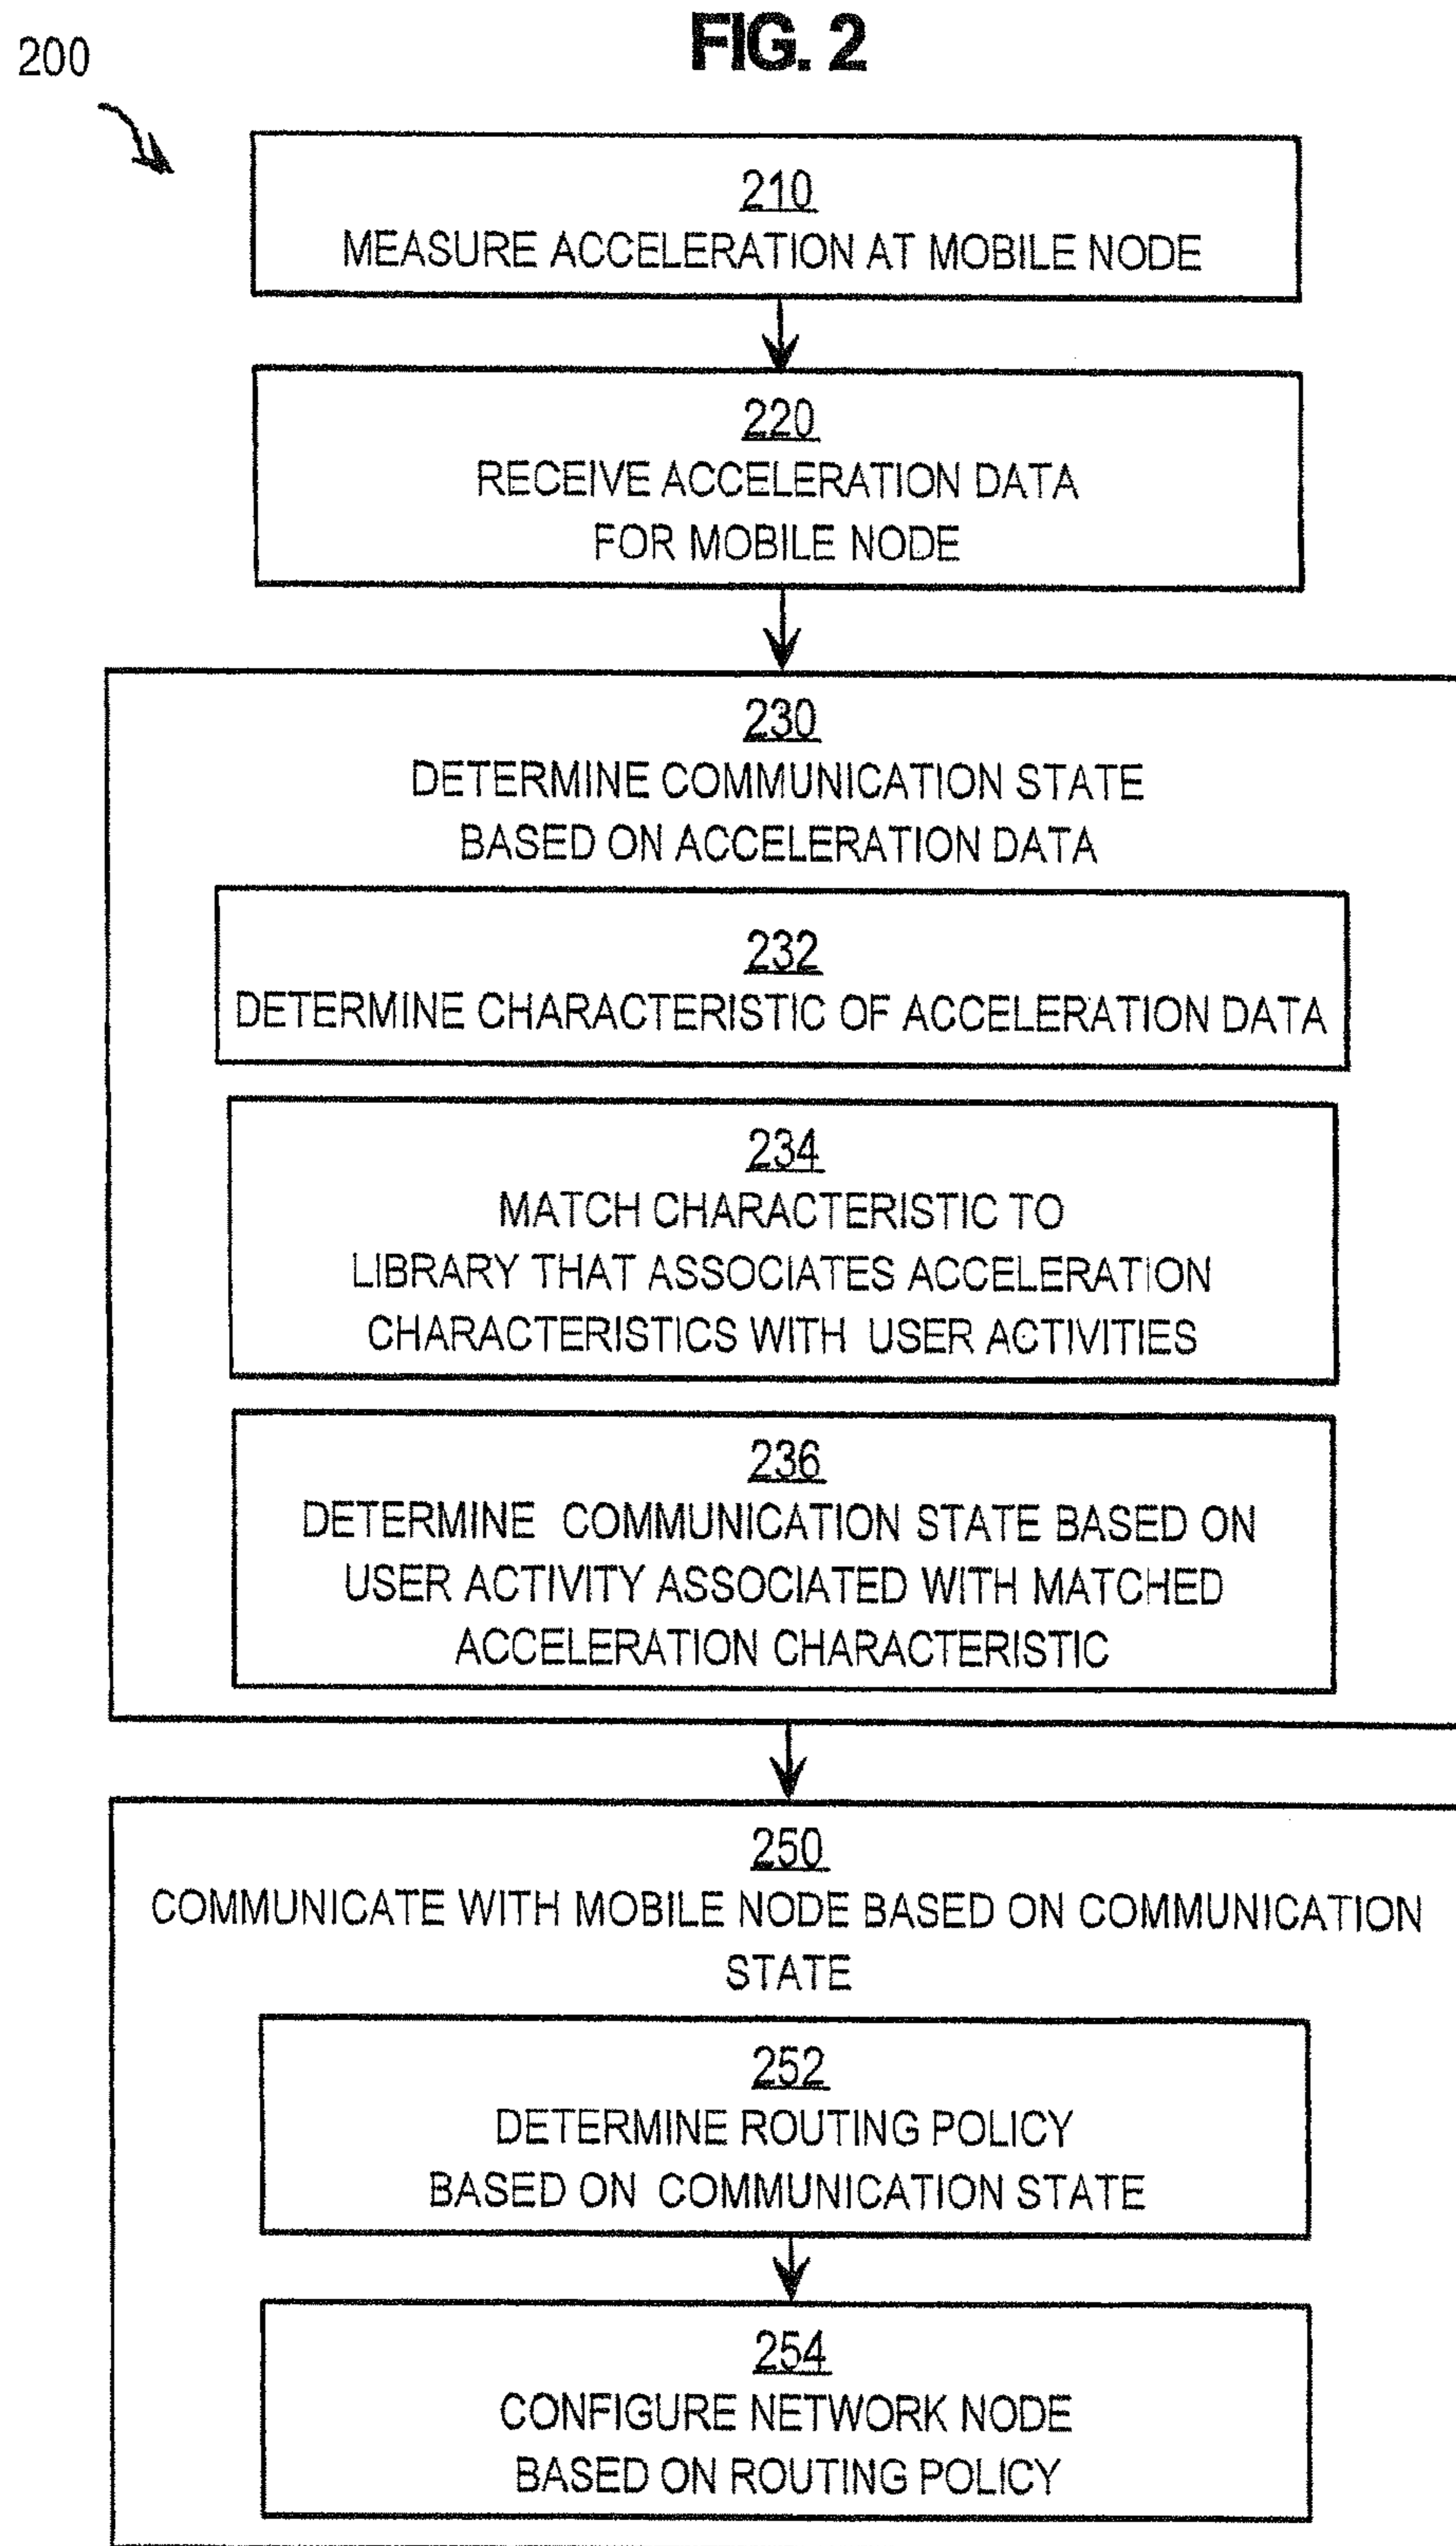 FIG. 2
200
210
MEASURE ACCELERATION AT MOBILE NODE
220
RECEIVE ACCELERATION DATA
FOR MOBILE NODE
230
DETERMINE COMMUNICATION STATE
BASED ON ACCELERATION DATA
232
DETERMINE CHARACTERISTIC OF ACCELERATION DATA
234
MATCH CHARACTERISTIC TO
LIBRARY THAT ASSOCIATES ACCELERATION
CHARACTERISTICS WITH USER ACTIVITIES
236
DETERMINE COMMUNICATION STATE BASED ON
USER ACTIVITY ASSOCIATED WITH MATCHED
ACCELERATION CHARACTERISTIC
250
COMMUNICATE WITH MOBILE NODE BASED ON COMMUNICATION
STATE
252
DETERMINE ROUTING POLICY
BASED ON COMMUNICATION STATE
254
CONFIGURE NETWORK NODE
BASED ON ROUTING POLICY